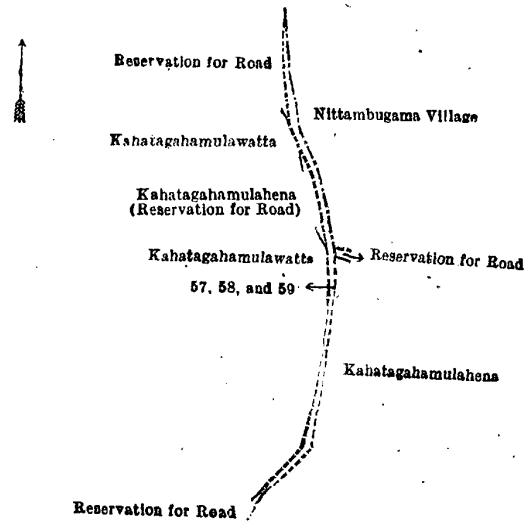 Reservation for Road
Nittambugama Village
Kahatagahamulawatta
Kahatagahamulahena
(Reservation for Road)
Kahatagahamulawatta
Reservation for Road
57, 58, and 59
Kahatagahamulahena
Reservation for Road